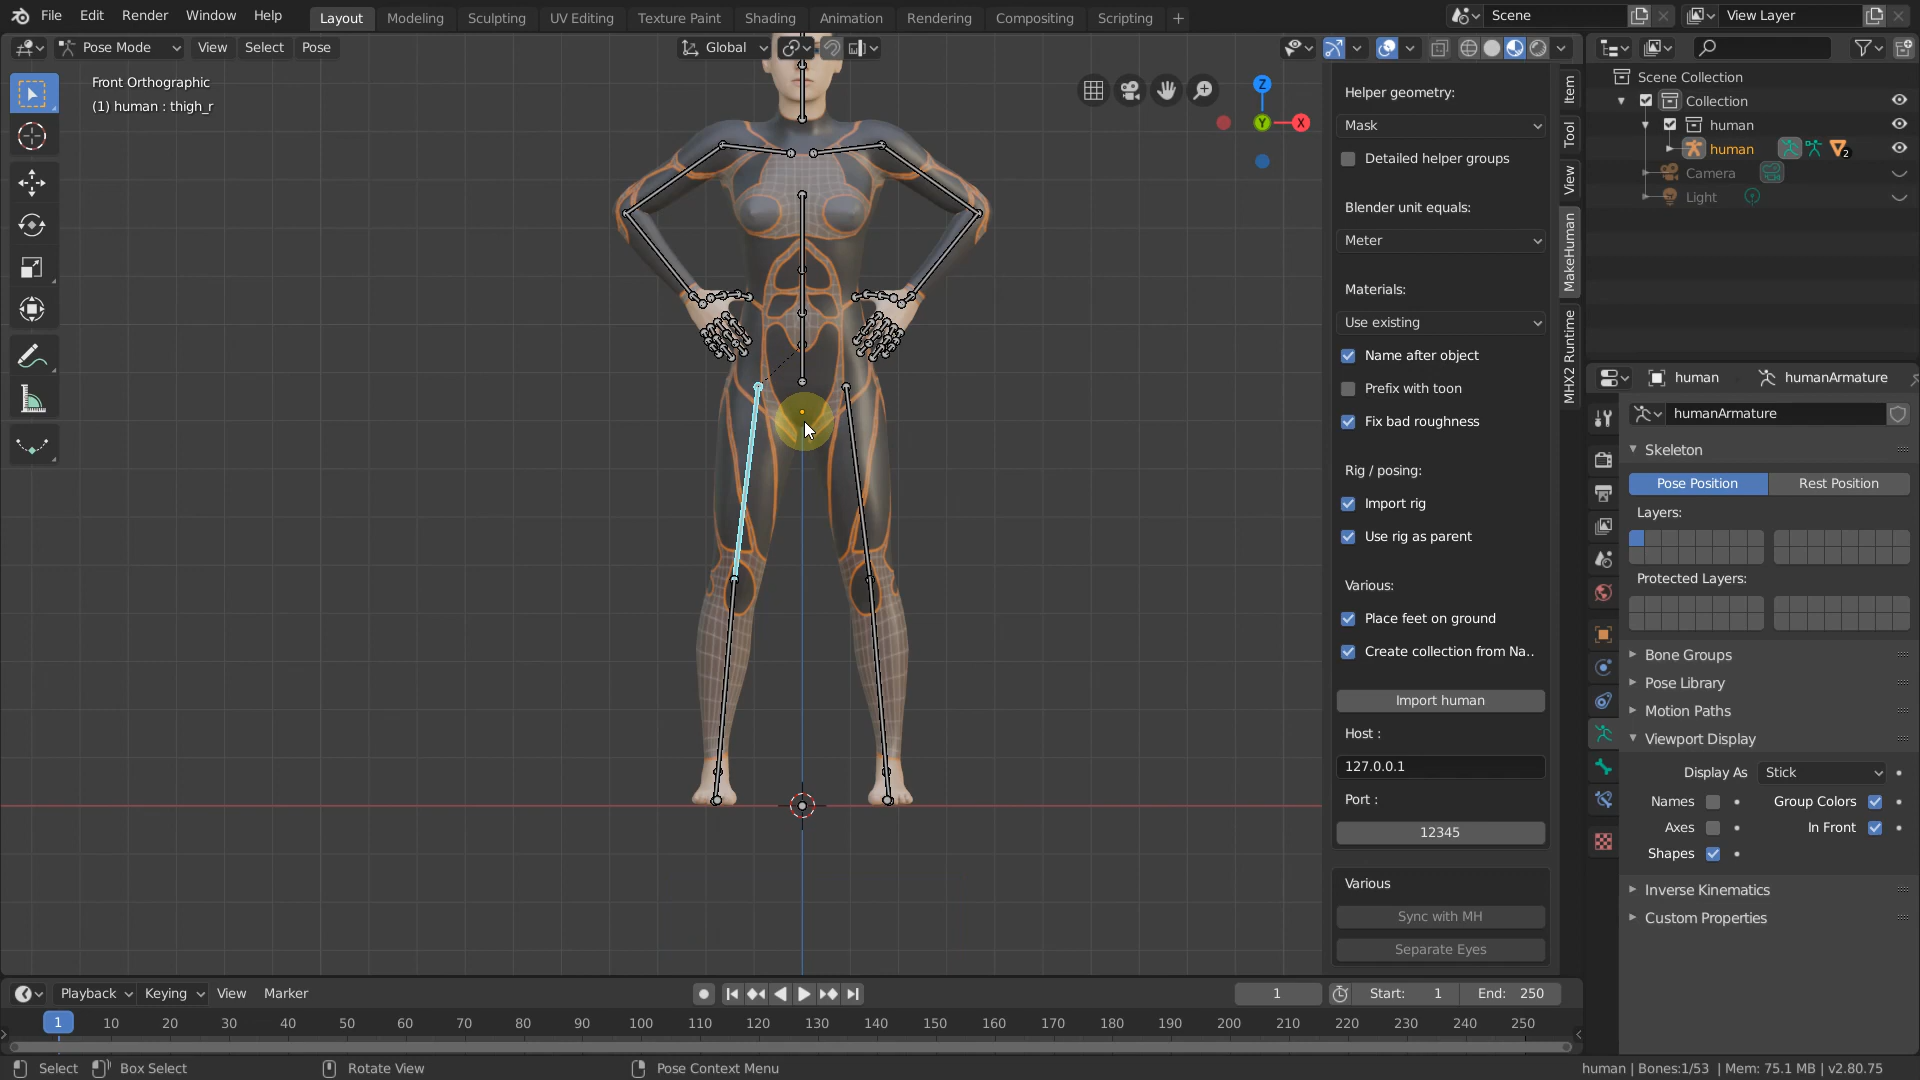 File Edit Render Window Help Layout Modeling Sculpting UV Editing Texture Paint Shading Animation Rendering Compositing Scripting + Scene View Layer
Pose Mode View Select Pose Global
Front Orthographic
(1) human : thigh_r
Z
Y
X
Helper geometry:
Mask
Detailed helper groups
Blender unit equals:
Meter
Materials:
Use existing
Name after object
Prefix with toon
Fix bad roughness
Rig / posing:
Import rig
Use rig as parent
Various:
Place feet on ground
Create collection from Na..
Import human
Host :
127.0.0.1
Port :
12345
Various
Sync with MH
Separate Eyes
Item
Tool
View
MakeHuman
MHX2 Runtime
Scene Collection
Collection
human
human 2
Camera
Light
human humanArmature
humanArmature
Skeleton
Pose Position Rest Position
Layers:
Protected Layers:
Bone Groups
Pose Library
Motion Paths
Viewport Display
Display As Stick
Names Group Colors
Axes In Front
Shapes
Inverse Kinematics
Custom Properties
Playback Keying View Marker 1 Start: 1 End: 250
1 10 20 30 40 50 60 70 80 90 100 110 120 130 140 150 160 170 180 190 200 210 220 230 240 250
Select Box Select Rotate View Pose Context Menu human | Bones:1/53 | Mem: 75.1 MB | v2.80.75